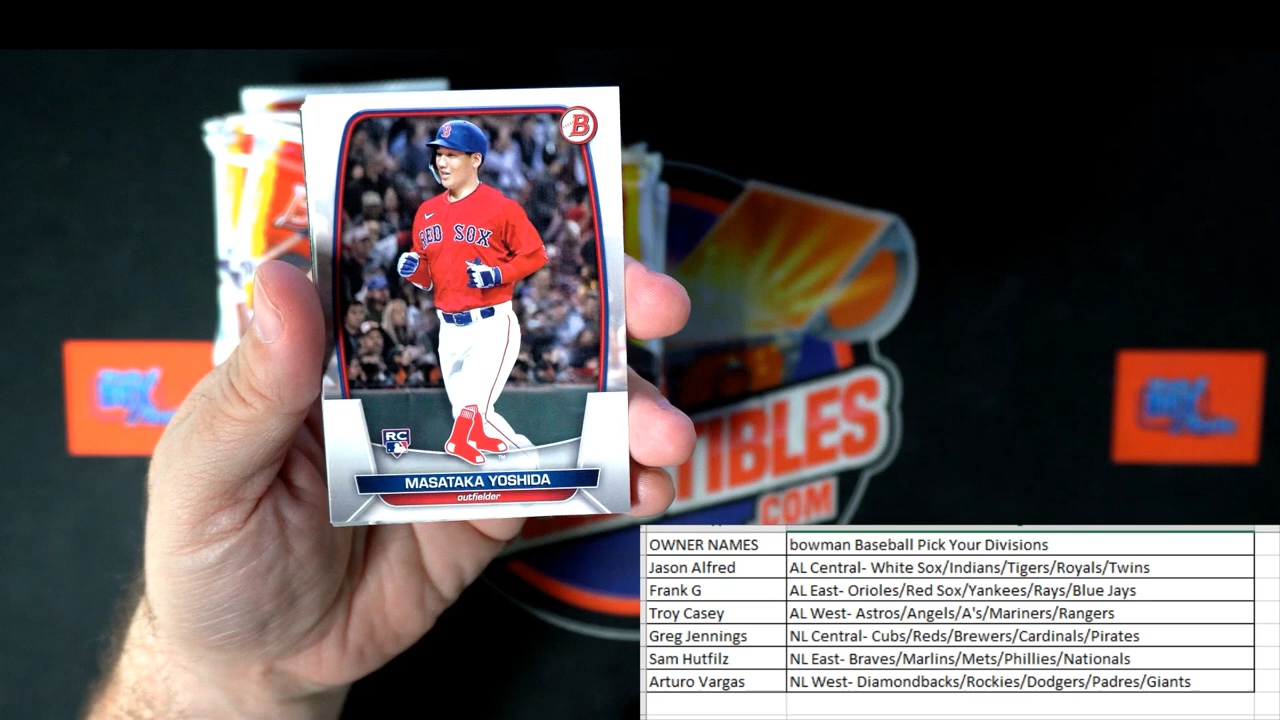 B
B
RED SOX
RC
MASATAKA YOSHIDA
outfielder
TIBLES
.COM
OWNER NAMES bowman Baseball Pick Your Divisions
Jason Alfred AL Central- White Sox/Indians/Tigers/Royals/Twins
Frank G AL East- Orioles/Red Sox/Yankees/Rays/Blue Jays
Troy Casey AL West- Astros/Angels/A's/Mariners/Rangers
Greg Jennings NL Central- Cubs/Reds/Brewers/Cardinals/Pirates
Sam Hutfilz NL East- Braves/Marlins/Mets/Phillies/Nationals
Arturo Vargas NL West- Diamondbacks/Rockies/Dodgers/Padres/Giants